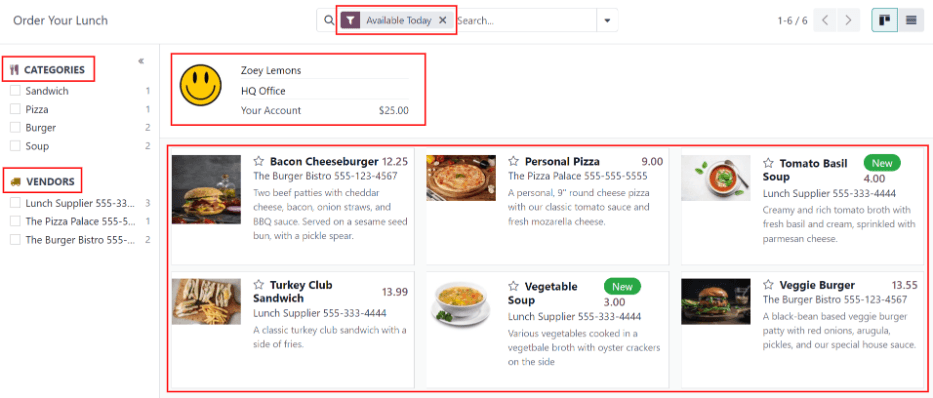 Order Your Lunch
Available Today
Search...
1-6 / 6
CATEGORIES
Sandwich 1
Pizza 1
Burger 2
Soup 2
VENDORS
Lunch Supplier 555-33... 3
The Pizza Palace 555-5... 1
The Burger Bistro 555-... 2
Zoey Lemons
HQ Office
Your Account $25.00
Bacon Cheeseburger 12.25
The Burger Bistro 555-123-4567
Two beef patties with cheddar
cheese, bacon, onion straws, and
BBQ sauce. Served on a sesame seed
bun, with a pickle spear.
Personal Pizza 9.00
The Pizza Palace 555-555-5555
A personal, 9" round cheese pizza
with our classic tomato sauce and
fresh mozarella cheese.
Tomato Basil New
Soup 4.00
Lunch Supplier 555-333-4444
Creamy and rich tomato broth with
fresh basil and cream, sprinkled with
parmesan cheese.
Turkey Club
Sandwich 13.99
Lunch Supplier 555-333-4444
A classic turkey club sandwich with a
side of fries.
Vegetable New
Soup 3.00
Lunch Supplier 555-333-4444
Various vegetables cooked in a
vegetbale broth with oyster crackers
on the side
Veggie Burger 13.55
The Burger Bistro 555-123-4567
A black-bean based veggie burger
patty with red onions, arugula,
pickles, and our special house sauce.